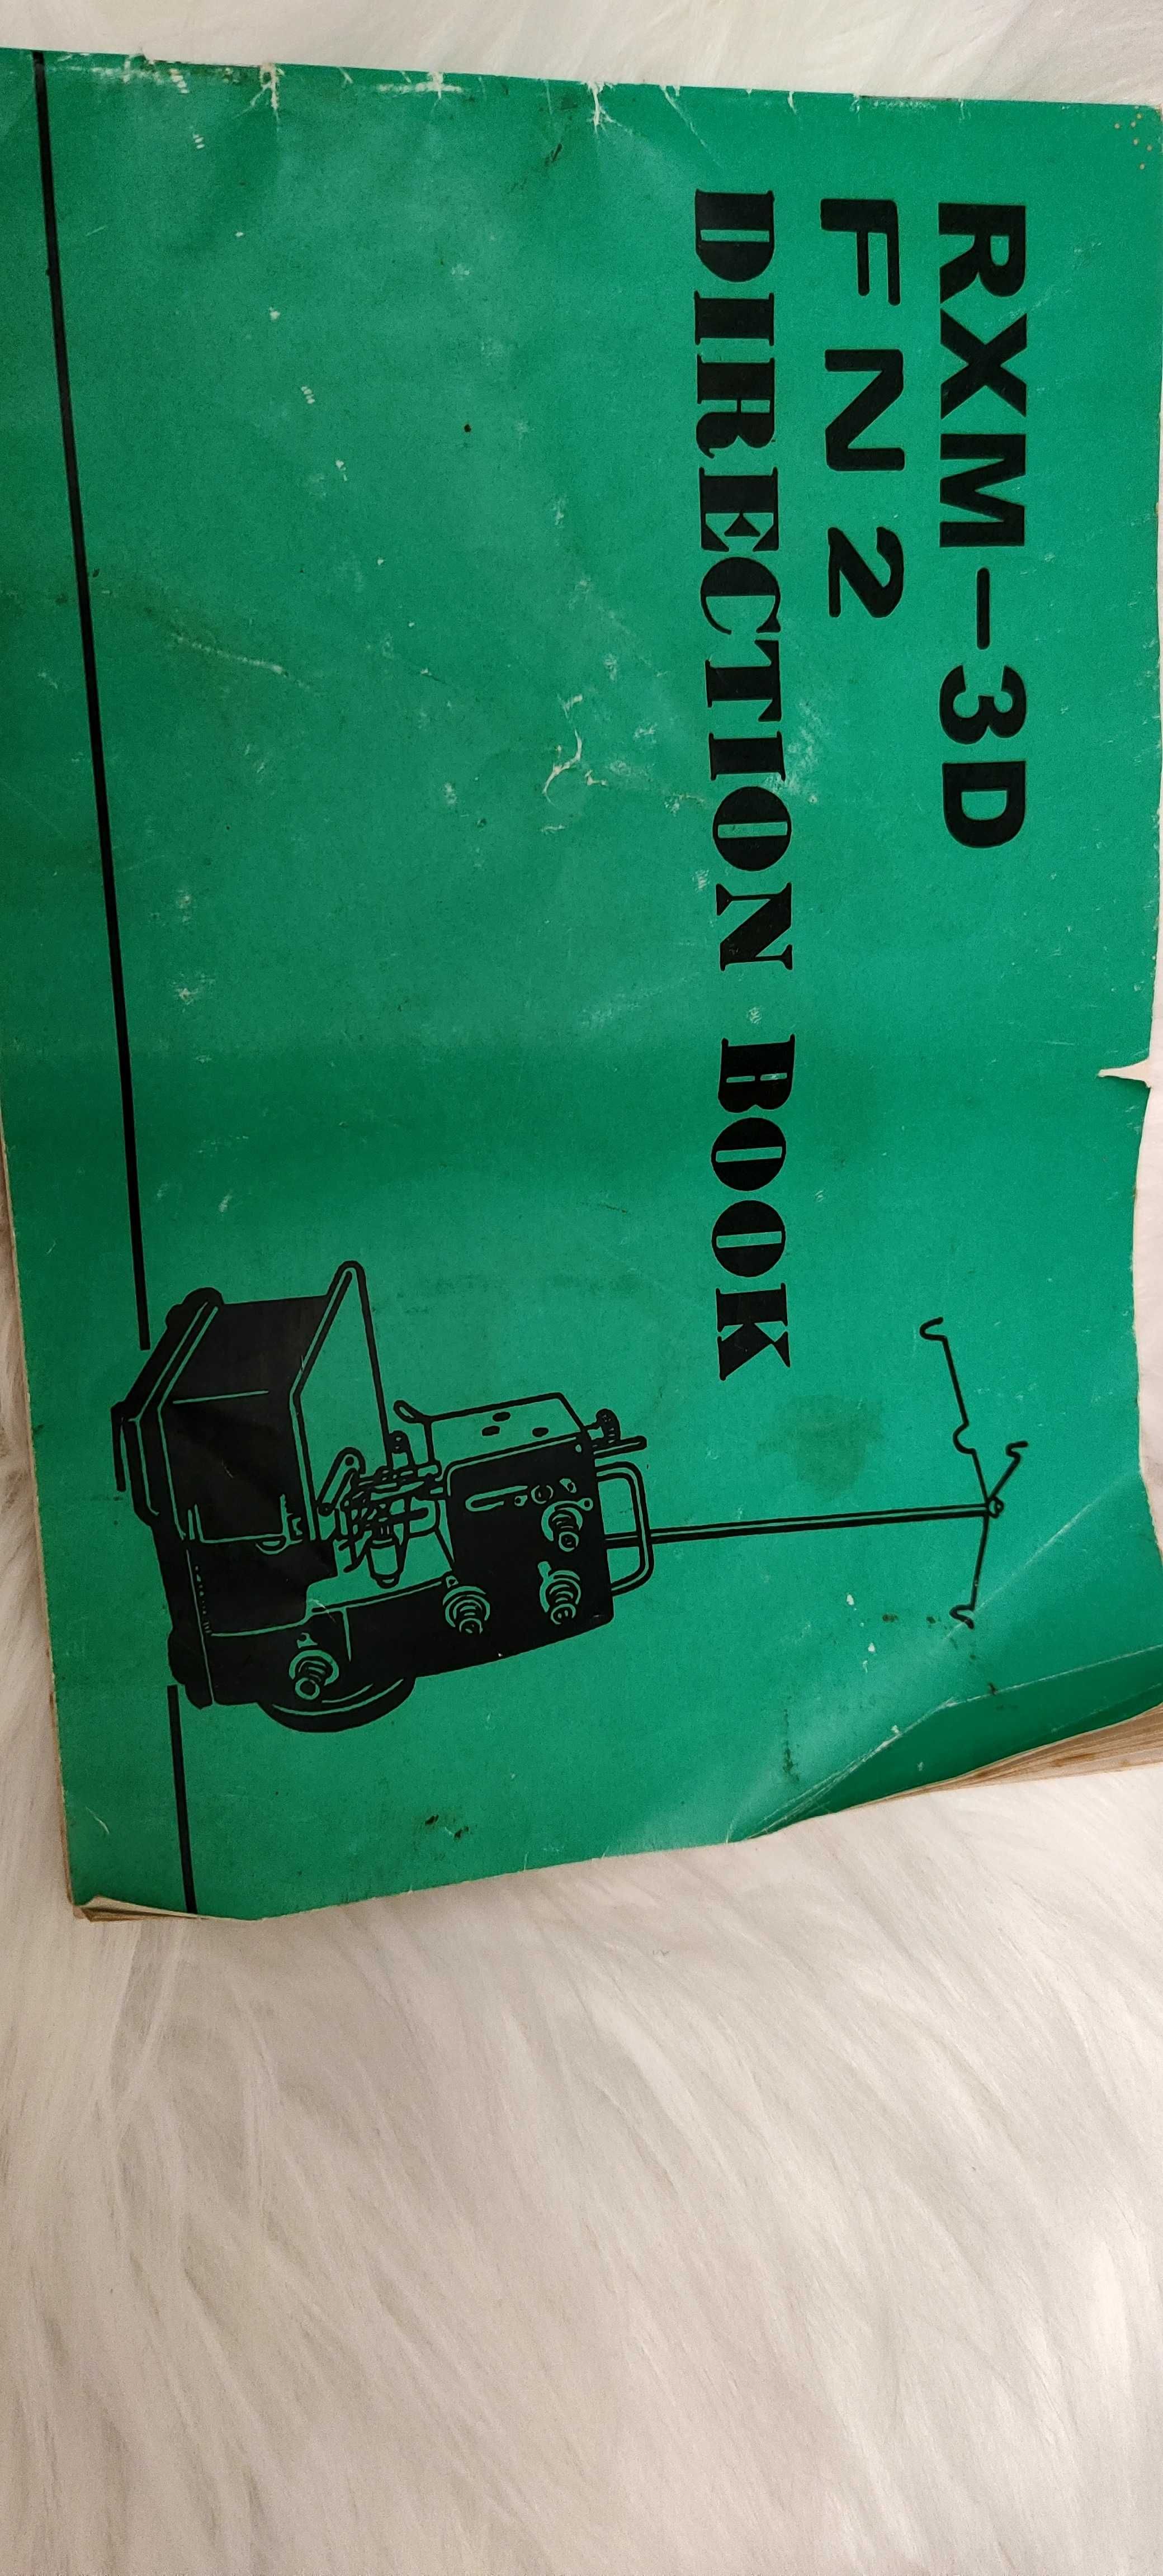 RXM-3D
FN2
DIRECTION BOOK